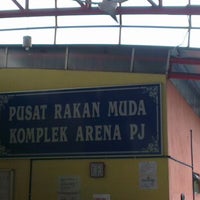 PUSAT RAKAN MUDA
KOMPLEK ARENA PJ